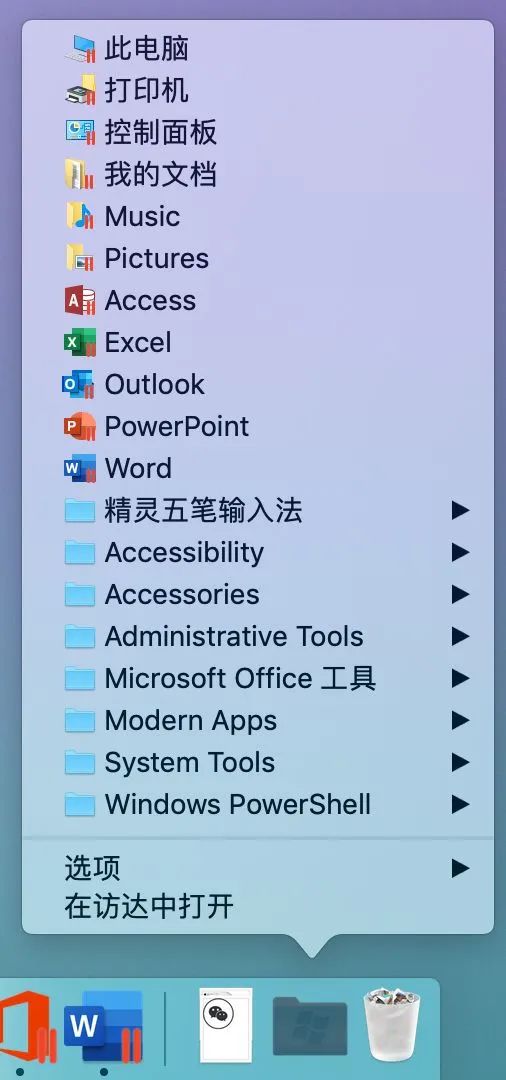 此电脑
打印机
控制面板
我的文档
Music
Pictures
Access
Excel
Outlook
PowerPoint
Word
精灵五笔输入法
Accessibility
Accessories
Administrative Tools
Microsoft Office 工具
Modern Apps
System Tools
Windows PowerShell
选项
在访达中打开